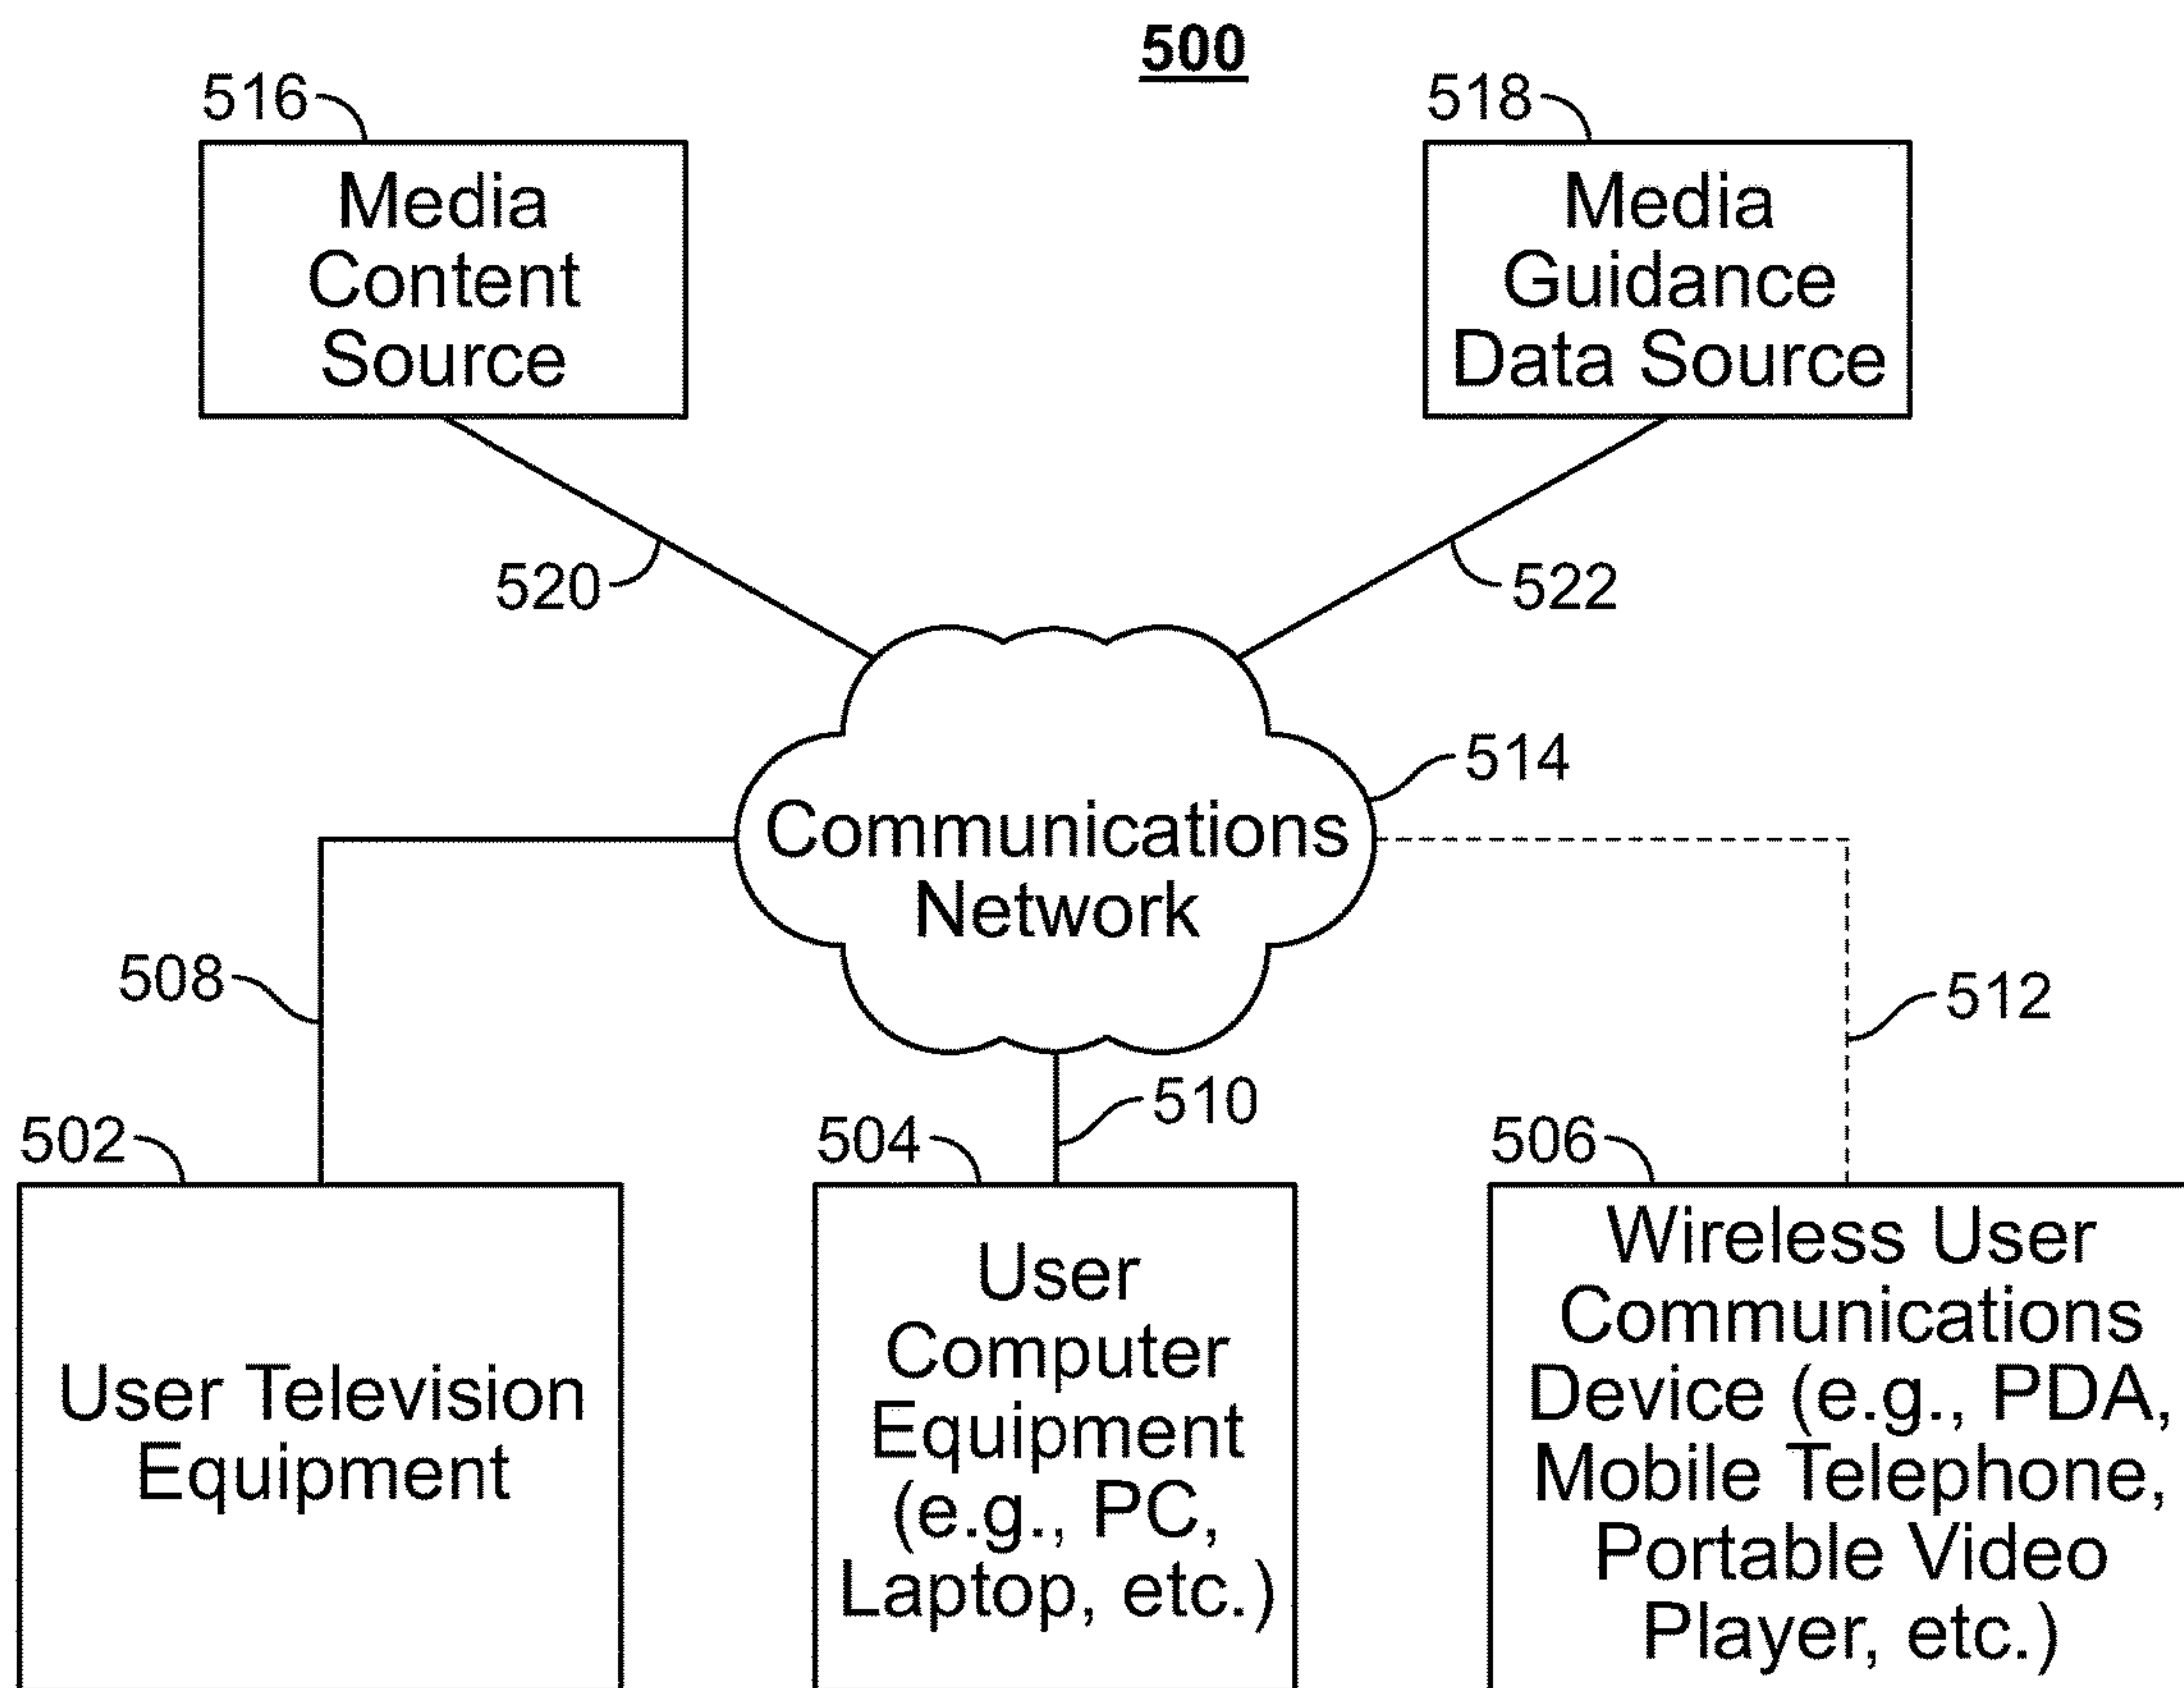 500
516
518
Media
Content
Source
Media
Guidance
Data Source
520
522
514
Communications
Network
508
512
510
502
504
506
User Television
Equipment
User
Computer
Equipment
(e.g., PC,
Laptop, etc.)
Wireless User
Communications
Device (e.g., PDA,
Mobile Telephone,
Portable Video
Player, etc.)